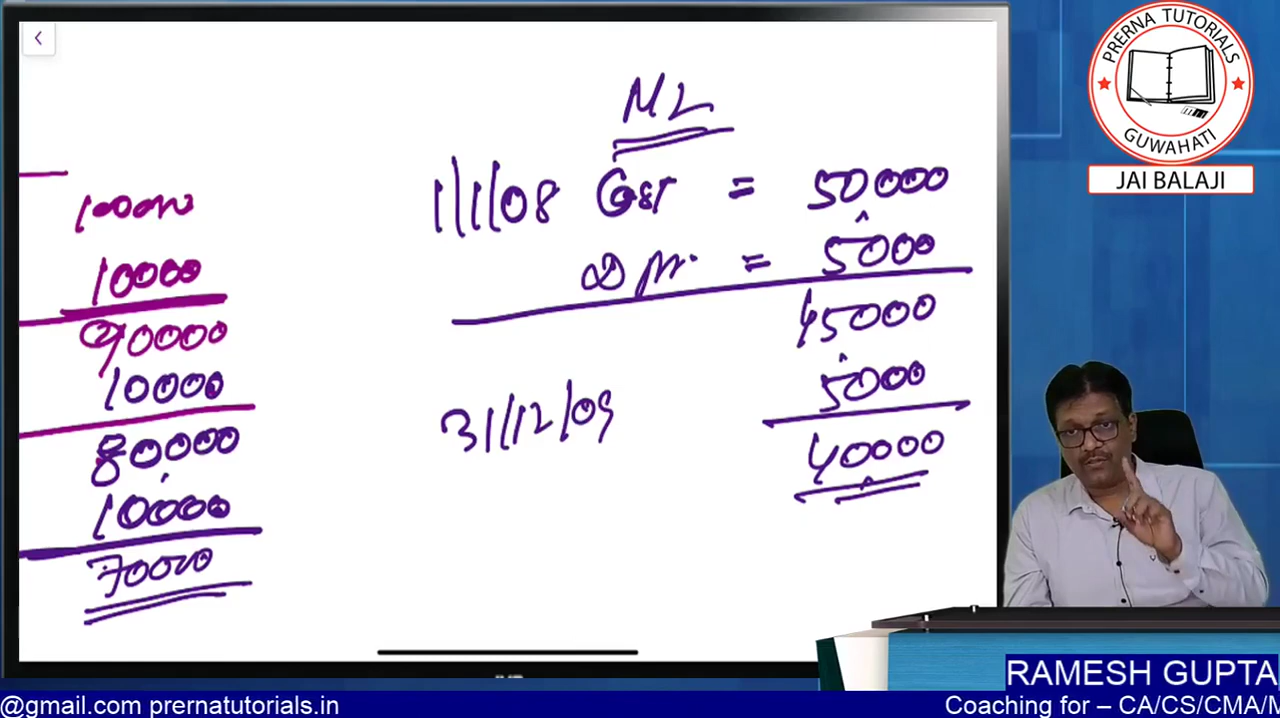 100000
10000
90000
10000
80000
10000
70000
ML
1/1/08 Cost = 50000
= 5000
45000
5000
31/12/09
40000
PRERNA TUTORIALS
GUWAHATI
JAI BALAJI
RAMESH GUPTA
@gmail.com prernatutorials.in
Coaching for – CA/CS/CMA/M